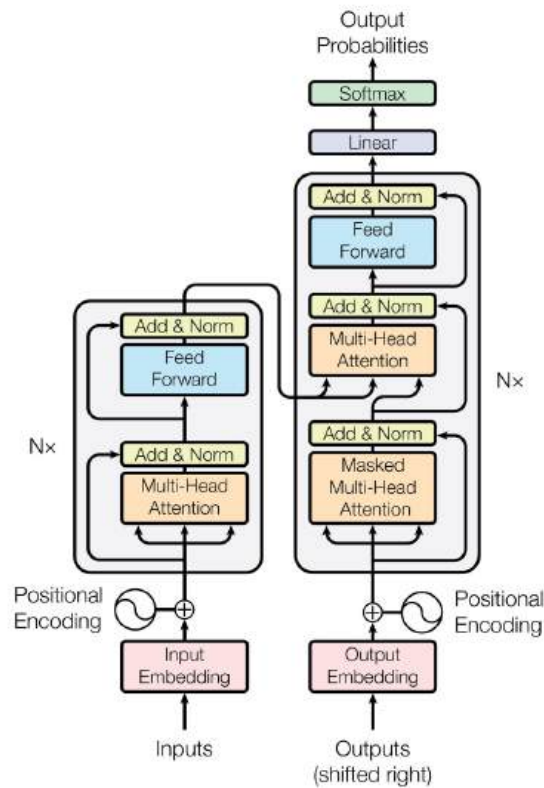 Output
Probabilities
Softmax
Linear
Add & Norm
Feed
Forward
Add & Norm
Multi-Head
Attention
Add & Norm
Masked
Multi-Head
Attention
Nx
Add & Norm
Feed
Forward
Add & Norm
Multi-Head
Attention
Nx
Positional
Encoding
Positional
Encoding
Input
Embedding
Output
Embedding
Inputs
Outputs
(shifted right)